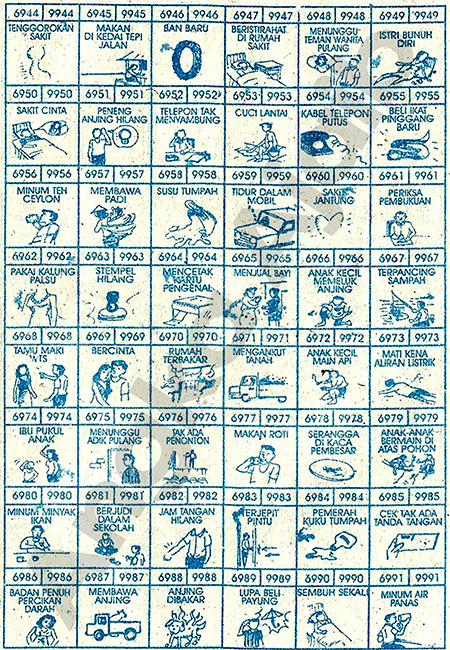 6944 9944 6945 9945 6946 9946 6947 9947 6948 9948 6949 9949
TENGGOROKAN SAKIT
MAKAN DI KEDAI TEPI JALAN
BAN BARU
BERISTIRAHAT DI RUMAH SAKIT
MENUNGGU TEMAN WANITA PULANG
ISTRI BUNUH DIRI
6950 9950 6951 9951 6952 9952 6953 9953 6954 9954 6955 9955
SAKIT CINTA
PENENG ANJING HILANG
TELEPON TAK MENYAMBUNG
CUCI LANTAI
KABEL TELEPON PUTUS
BELI IKAT PINGGANG BARU
6956 9956 6957 9957 6958 9958 6959 9959 6960 9960 6961 9961
MINUM TEH CEYLON
MEMBAWA PADI
SUSU TUMPAH
TIDUR DALAM MOBIL
SAKIT JANTUNG
PERIKSA PEMBUKUAN
6962 9962 6963 9963 6964 9964 6965 9965 6966 9966 6967 9967
PAKAI KALUNG PALSU
STEMPEL HILANG
MENCETAK KARTU PENGENAL
MENJUAL BAYI
ANAK KECIL MEMELUK ANJING
TERPANCING SAMPAH
6968 9968 6969 9969 6970 9970 6971 9971 6972 9972 6973 9973
TAMU MAKI
BERCINTA
RUMAH TERBAKAR
MENGANKUT TANAH
ANAK KECIL MAIN API
MATI KENA ALIRAN LISTRIK
6974 9974 6975 9975 6976 9976 6977 9977 6978 9978 6979 9979
IBU PUKUL ANAK
MENUNGGU ADIK PULANG
TAK ADA PENONTON
MAKAN ROTI
SERANGGA DI KACA PEMBESAR
ANAK-ANAK BERMAIN DI ATAS POHON
6980 9980 6981 9981 6982 9982 6983 9983 6984 9984 6985 9985
MINUM MINYAK IKAN
BERJUDI DALAM SEKOLAH
JAM TANGAN HILANG
TERJEPIT PINTU
PEMERAH KUKU TUMPAH
CEK TAK ADA TANDA TANGAN
6986 9986 6987 9987 6988 9988 6989 9989 6990 9990 6991 9991
BADAN PENUH PERCIKAN DARAH
MEMBAWA ANJING
ANJING DIBAKAR
LUPA BELI PAYUNG
SEMBUH SEKALI
MINUM AIR PANAS